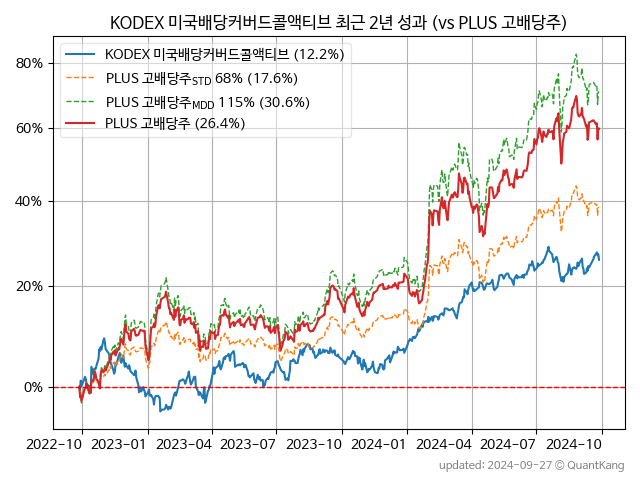 KODEX 미국배당커버드콜액티브 최근 2년 성과 (vs PLUS 고배당주)
KODEX 미국배당커버드콜액티브 (12.2%)
PLUS 고배당주STD 68% (17.6%)
PLUS 고배당주MDD 115% (30.6%)
PLUS 고배당주 (26.4%)
80%
60%
40%
20%
0%
2022-10 2023-01 2023-04 2023-07 2023-10 2024-01 2024-04 2024-07 2024-10
updated: 2024-09-27 © QuantKang